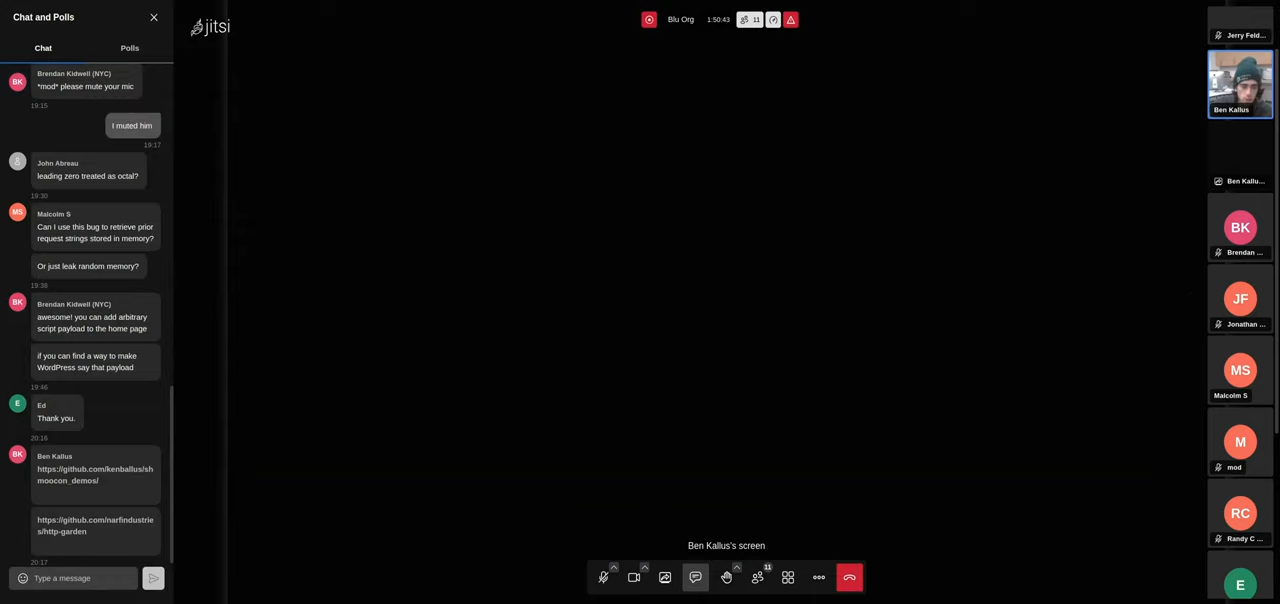 Chat and Polls
Chat
Polls
BK
Brendan Kidwell (NYC)
*mod* please mute your mic
19:15
I muted him
19:17
John Abreau
leading zero treated as octal?
19:30
MS
Malcolm S
Can I use this bug to retrieve prior
request strings stored in memory?
Or just leak random memory?
19:38
BK
Brendan Kidwell (NYC)
awesome! you can add arbitrary
script payload to the home page
if you can find a way to make
WordPress say that payload
19:46
E
Ed
Thank you.
20:16
BK
Ben Kallus
https://github.com/kenballus/sh
moocon_demos/
https://github.com/narfindustrie
s/http-garden
20:17
Type a message
jitsi
Blu Org
1:50:43
11
Ben Kallus's screen
11
Jerry Feld...
Ben Kallus
Ben Kallu...
BK
Brendan ...
JF
Jonathan ...
MS
Malcolm S
M
mod
RC
Randy C ...
E